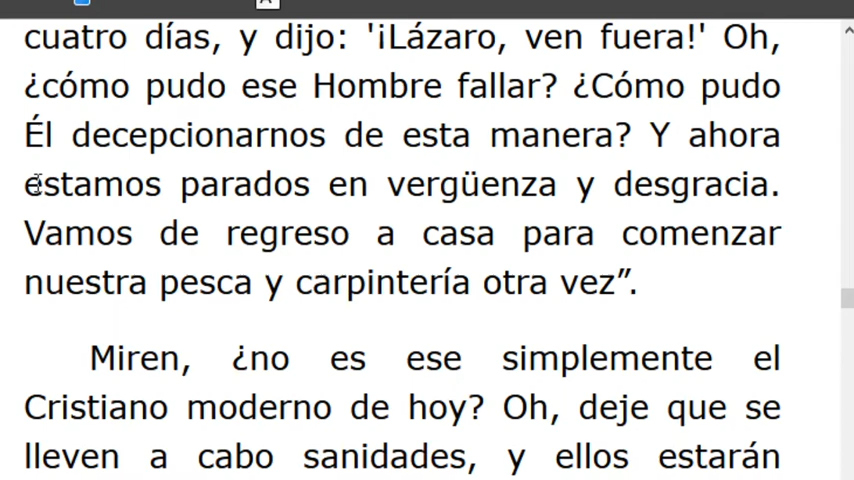 cuatro días, y dijo: '¡Lázaro, ven fuera!' Oh,
¿cómo pudo ese Hombre fallar? ¿Cómo pudo
Él decepcionarnos de esta manera? Y ahora
estamos parados en vergüenza y desgracia.
Vamos de regreso a casa para comenzar
nuestra pesca y carpintería otra vez”.
Miren, ¿no es ese simplemente el
Cristiano moderno de hoy? Oh, deje que se
lleven a cabo sanidades, y ellos estarán